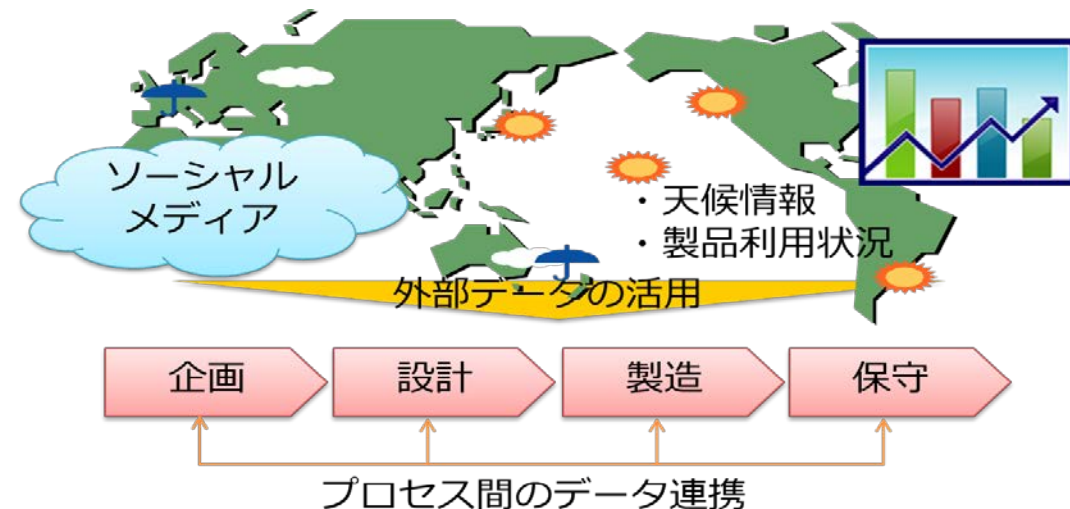 ソーシャル
メディア
・天候情報
・製品利用状況
外部データの活用
企画
設計
製造
保守
プロセス間のデータ連携